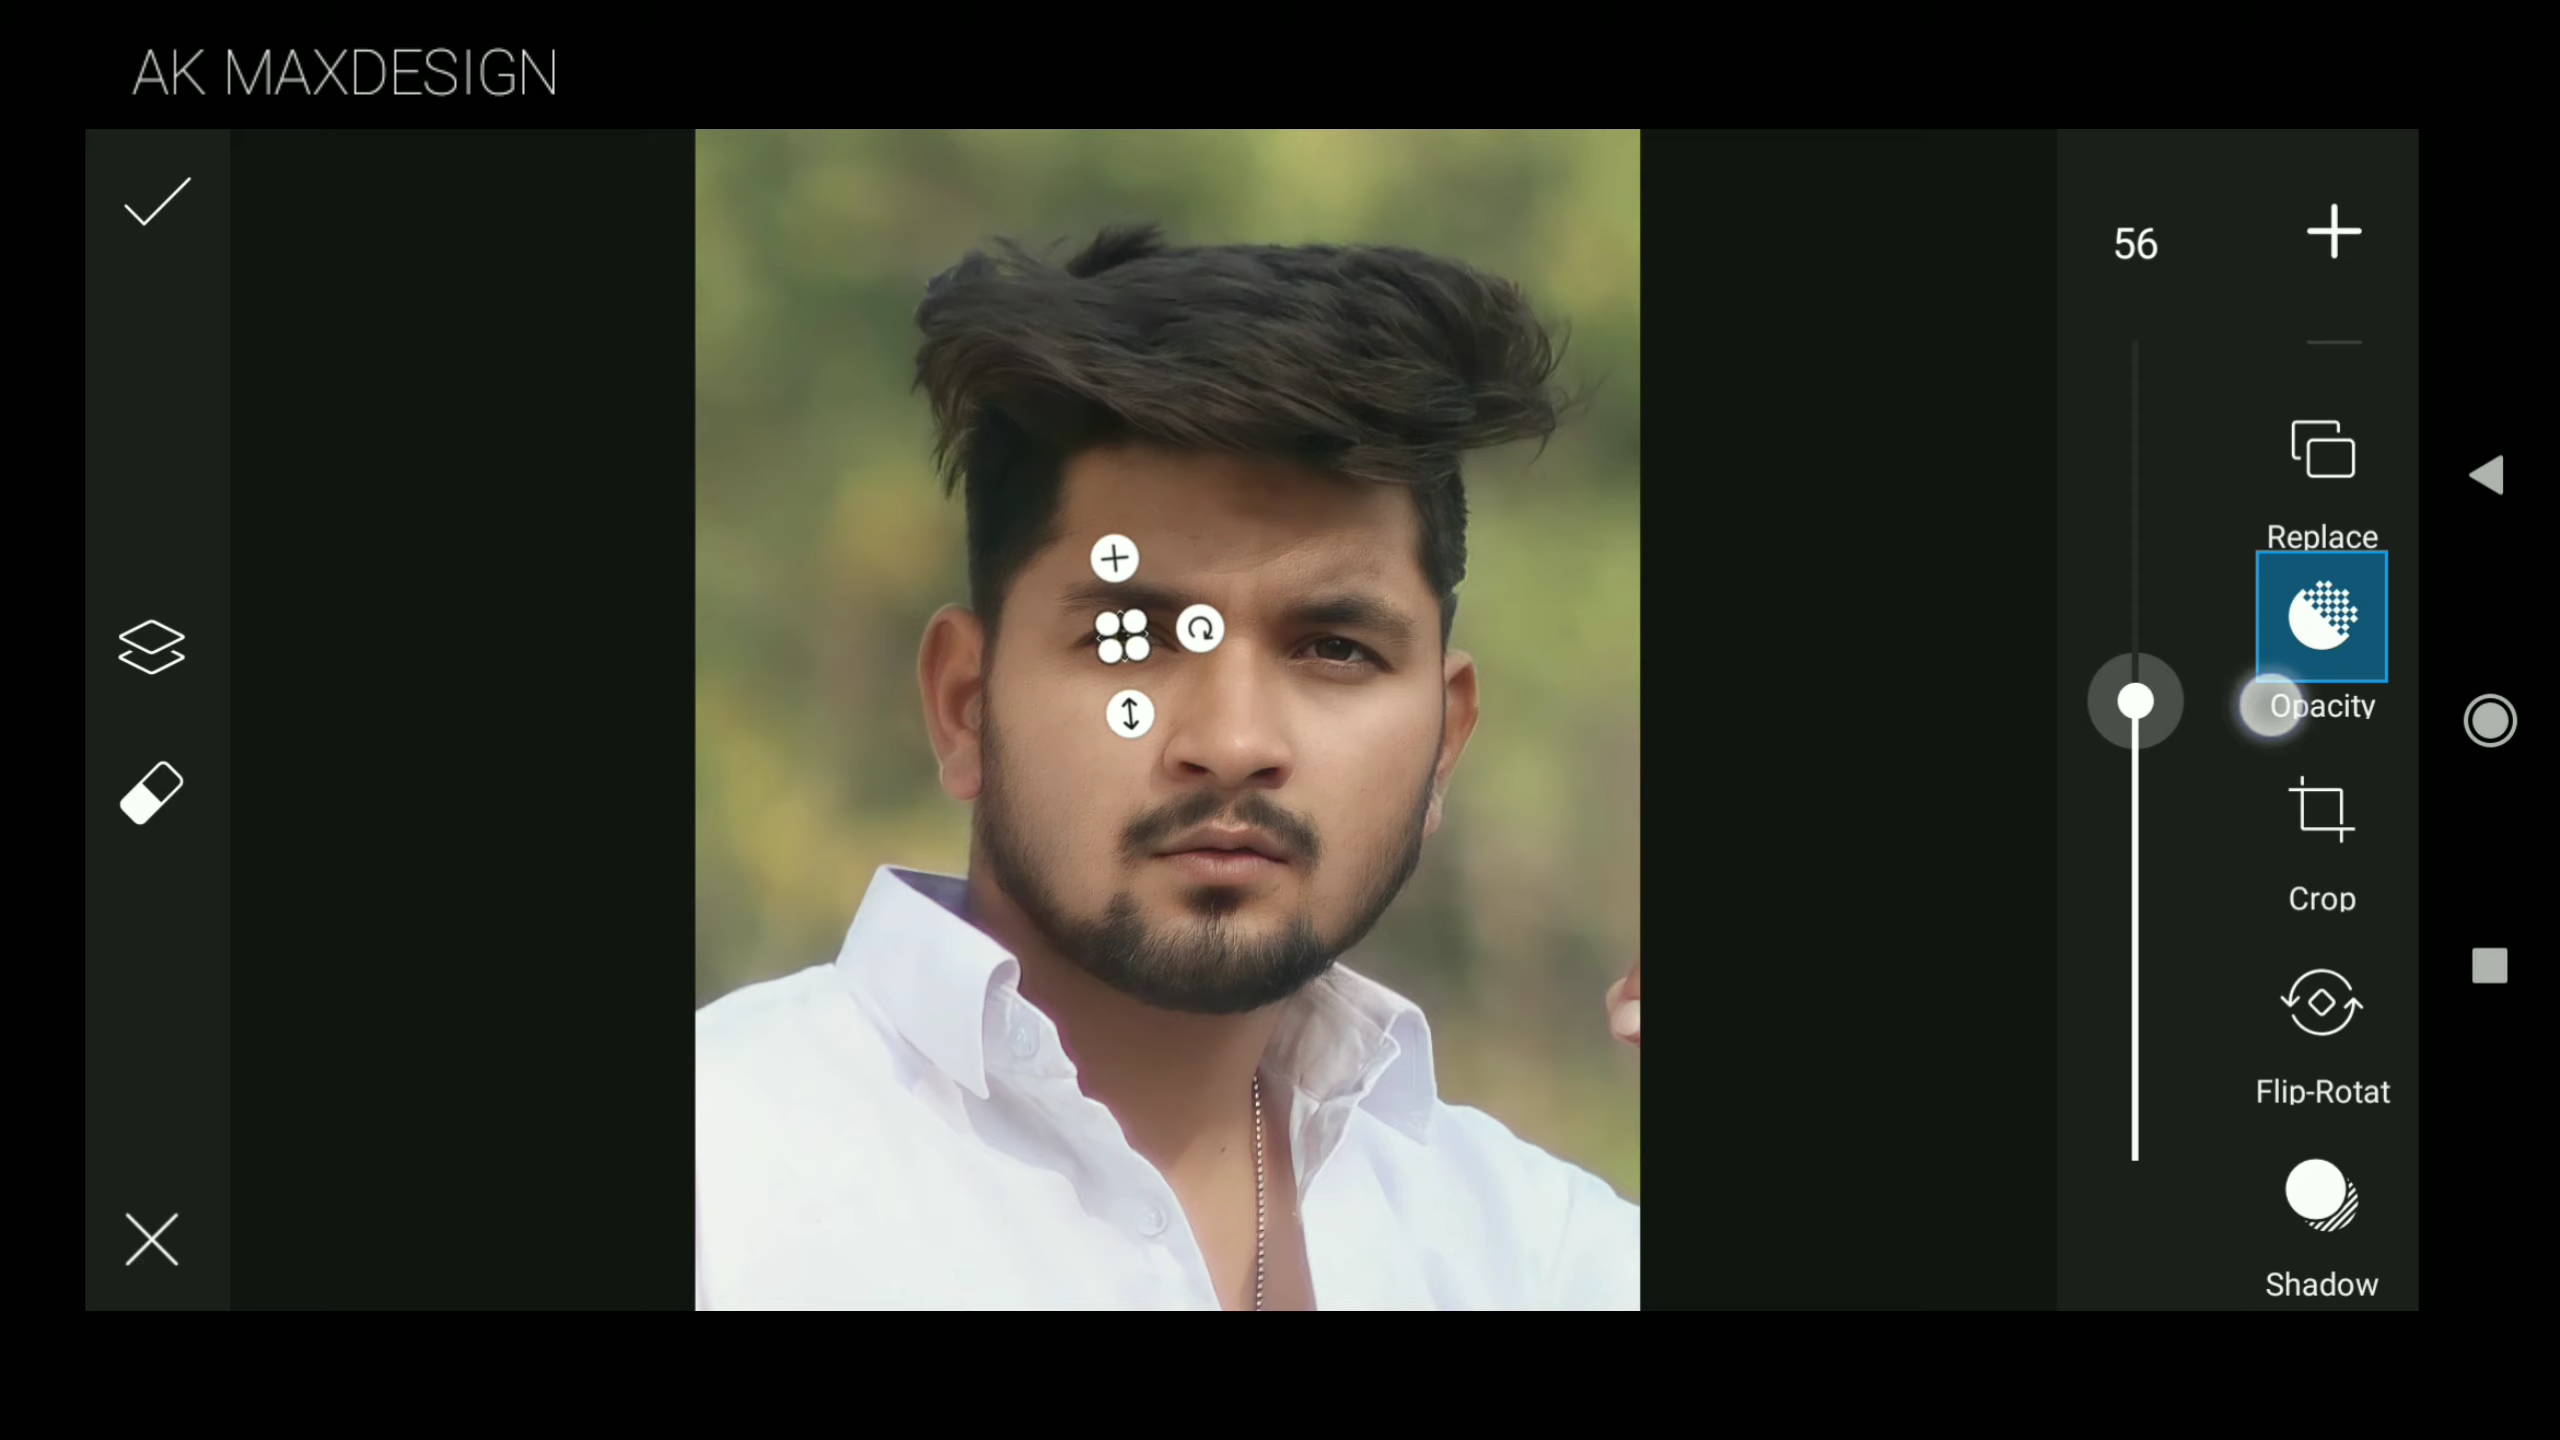 AK MAXDESIGN
56
Replace
Opacity
Crop
Flip-Rotat
Shadow